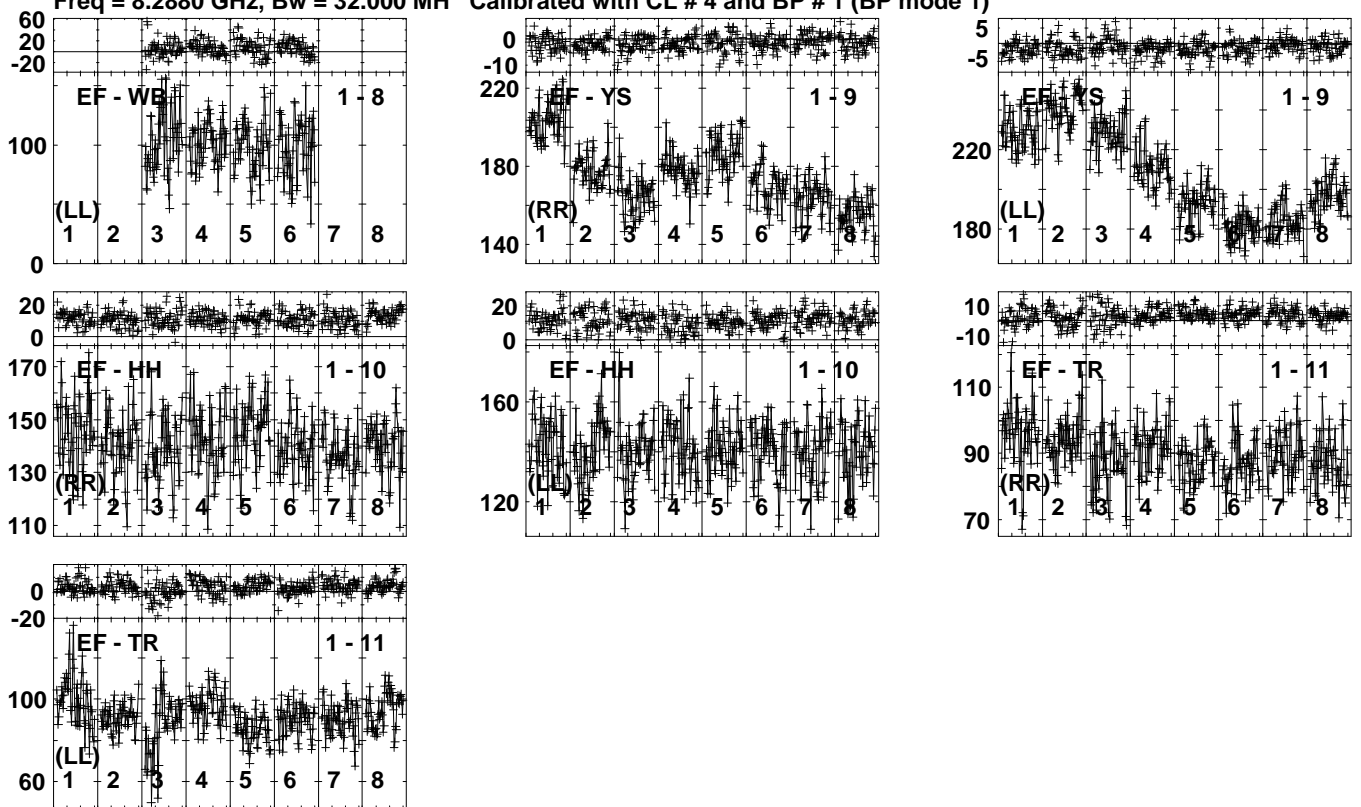 Freq = 8.2880 GHz, Bw = 32.000 MH Calibrated with CL # 4 and BP # 1 (BP mode 1)
60
20
-20
EF - WB 1 - 8
100
(LL)
1 2 3 4 5 6 7 8
0
0
-10
220
EF - YS 1 - 9
180
(RR)
1 2 3 4 5 6 7 8
140
5
-5
EF - YS 1 - 9
220
(LL)
180
1 2 3 4 5 6 7 8
20
0
170
EF - HH 1 - 10
150
130
(RR)
1 2 3 4 5 6 7 8
110
20
0
EF - HH 1 - 10
160
(LL)
120
1 2 3 4 5 6 7 8
10
-10
EF - TR 1 - 11
110
90
(RR)
1 2 3 4 5 6 7 8
70
0
-20
EF - TR 1 - 11
100
(LL)
60
1 2 3 4 5 6 7 8